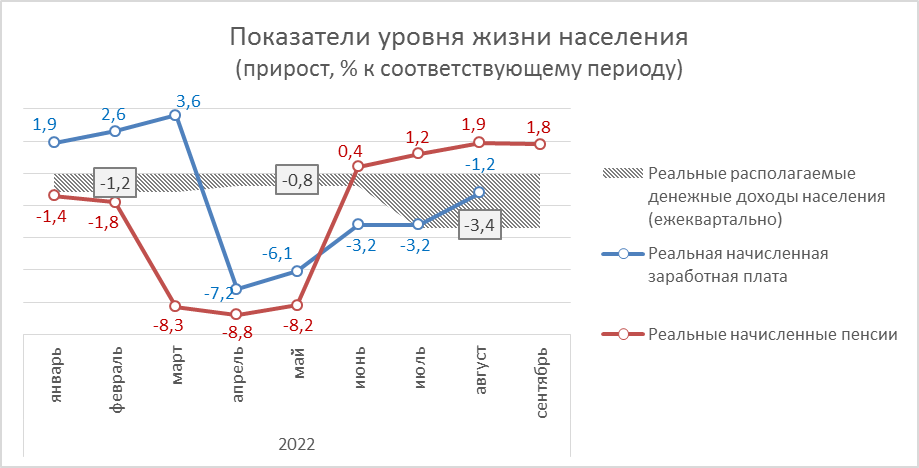 Показатели уровня жизни населения
(прирост, % к соответствующему периоду)
1,9
2,6
3,6
-7,2
-6,1
-3,2
-3,2
-1,2
-1,4
-1,8
-8,3
-8,8
-8,2
0,4
1,2
1,9
1,8
-1,2
-0,8
-3,4
январь
февраль
март
апрель
май
июнь
июль
август
сентябрь
2022
Реальные располагаемые
денежные доходы населения
(ежеквартально)
Реальная начисленная
заработная плата
Реальные начисленные пенсии